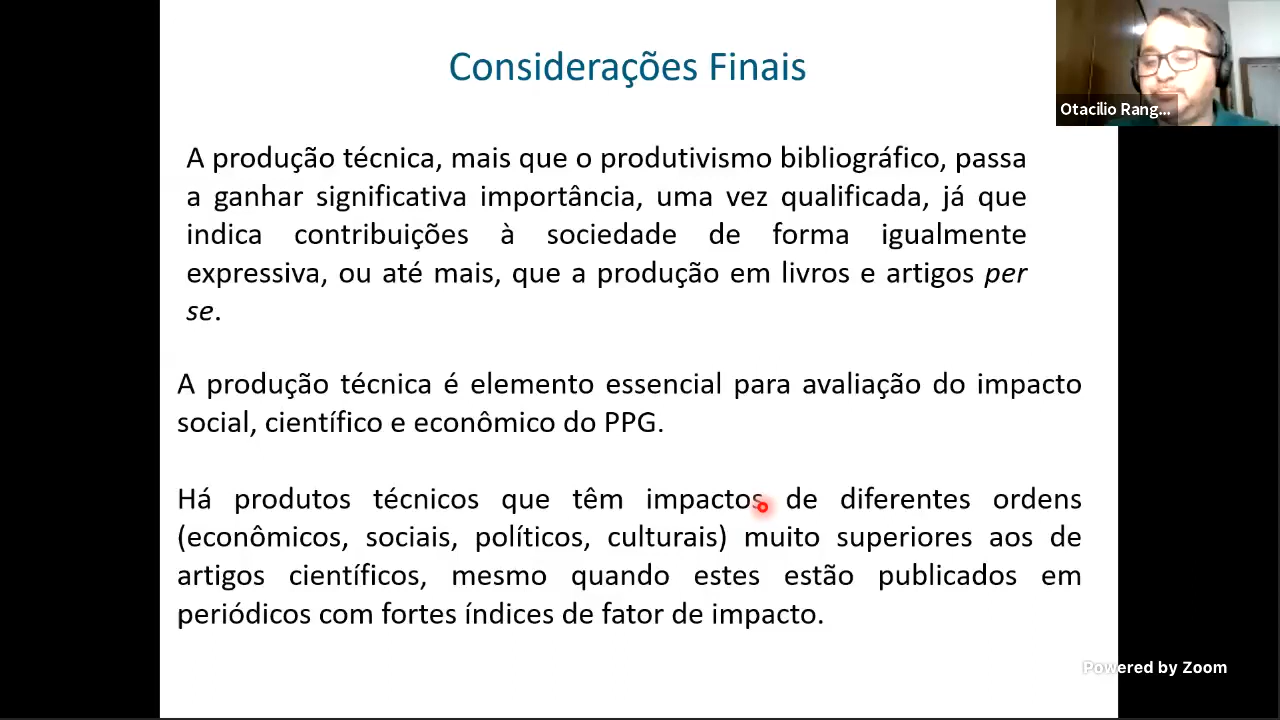 Considerações Finais
Otacilio Rang...
A produção técnica, mais que o produtivismo bibliográfico, passa
a ganhar significativa importância, uma vez qualificada, já que
indica contribuições à sociedade de forma igualmente
expressiva, ou até mais, que a produção em livros e artigos per
se.
A produção técnica é elemento essencial para avaliação do impacto
social, científico e econômico do PPG.
Há produtos técnicos que têm impactos de diferentes ordens
(econômicos, sociais, políticos, culturais) muito superiores aos de
artigos científicos, mesmo quando estes estão publicados em
periódicos com fortes índices de fator de impacto.
Powered by Zoom